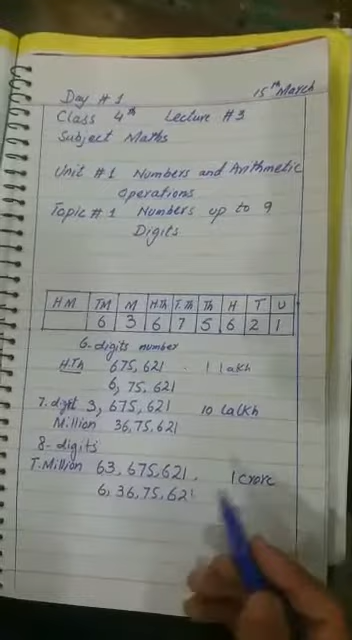 Day # 1 15th March
Class 4th Lecture #3
Subject Maths
Unit #1 Numbers and Arithmetic
Operations
Topic #1 Numbers up to 9
Digits
HM TM M H.Th T.Th Th H T U
6 3 6 7 5 6 2 1
6-digits number
HTh 675,621 . 1 lakh
6, 75,621
7-digit 3,675,621 10 Lalkh
Million 36,75,621
8-digits
T.Million 63,675,621. 1 crore
6,36,75,621